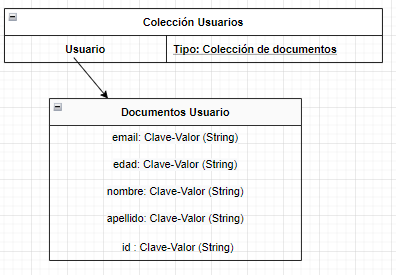 Colección Usuarios
Usuario Tipo: Colección de documentos
Documentos Usuario
email: Clave-Valor (String)
edad: Clave-Valor (String)
nombre: Clave-Valor (String)
apellido: Clave-Valor (String)
id : Clave-Valor (String)